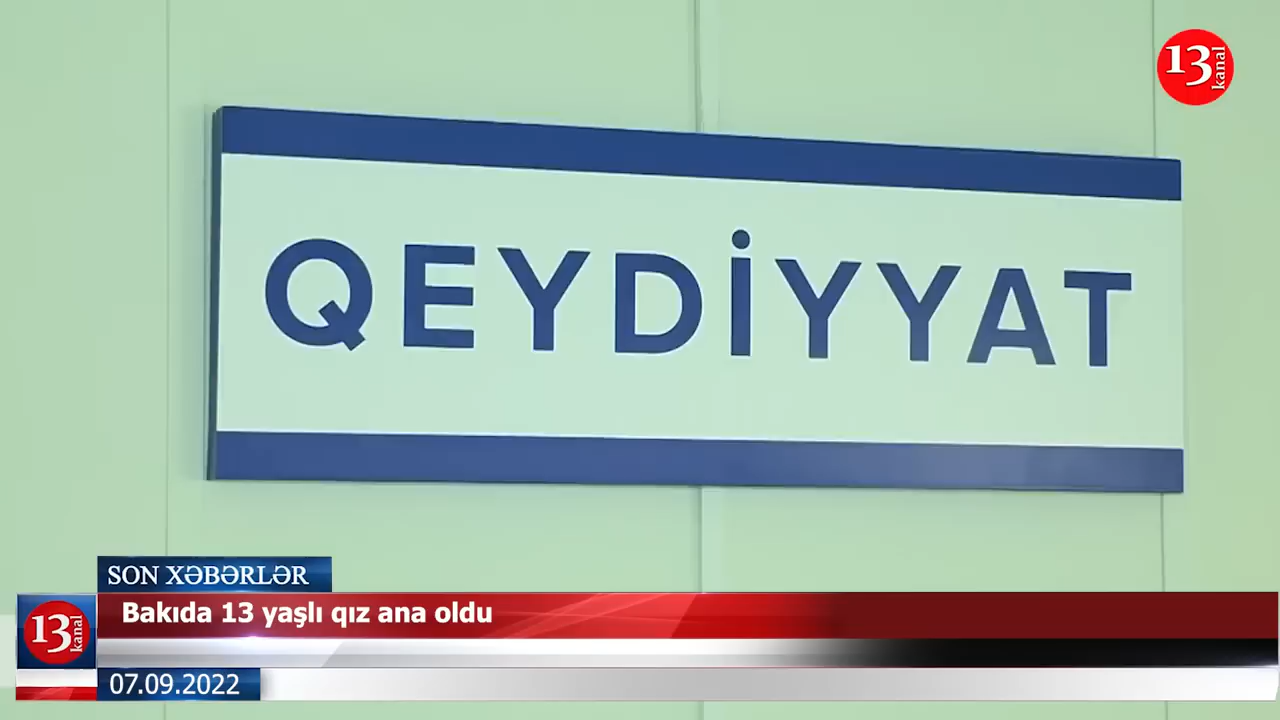 13 kanal
QEYDİYYAT
SON XƏBƏRLƏR
Bakıda 13 yaşlı qız ana oldu
13 kanal
07.09.2022